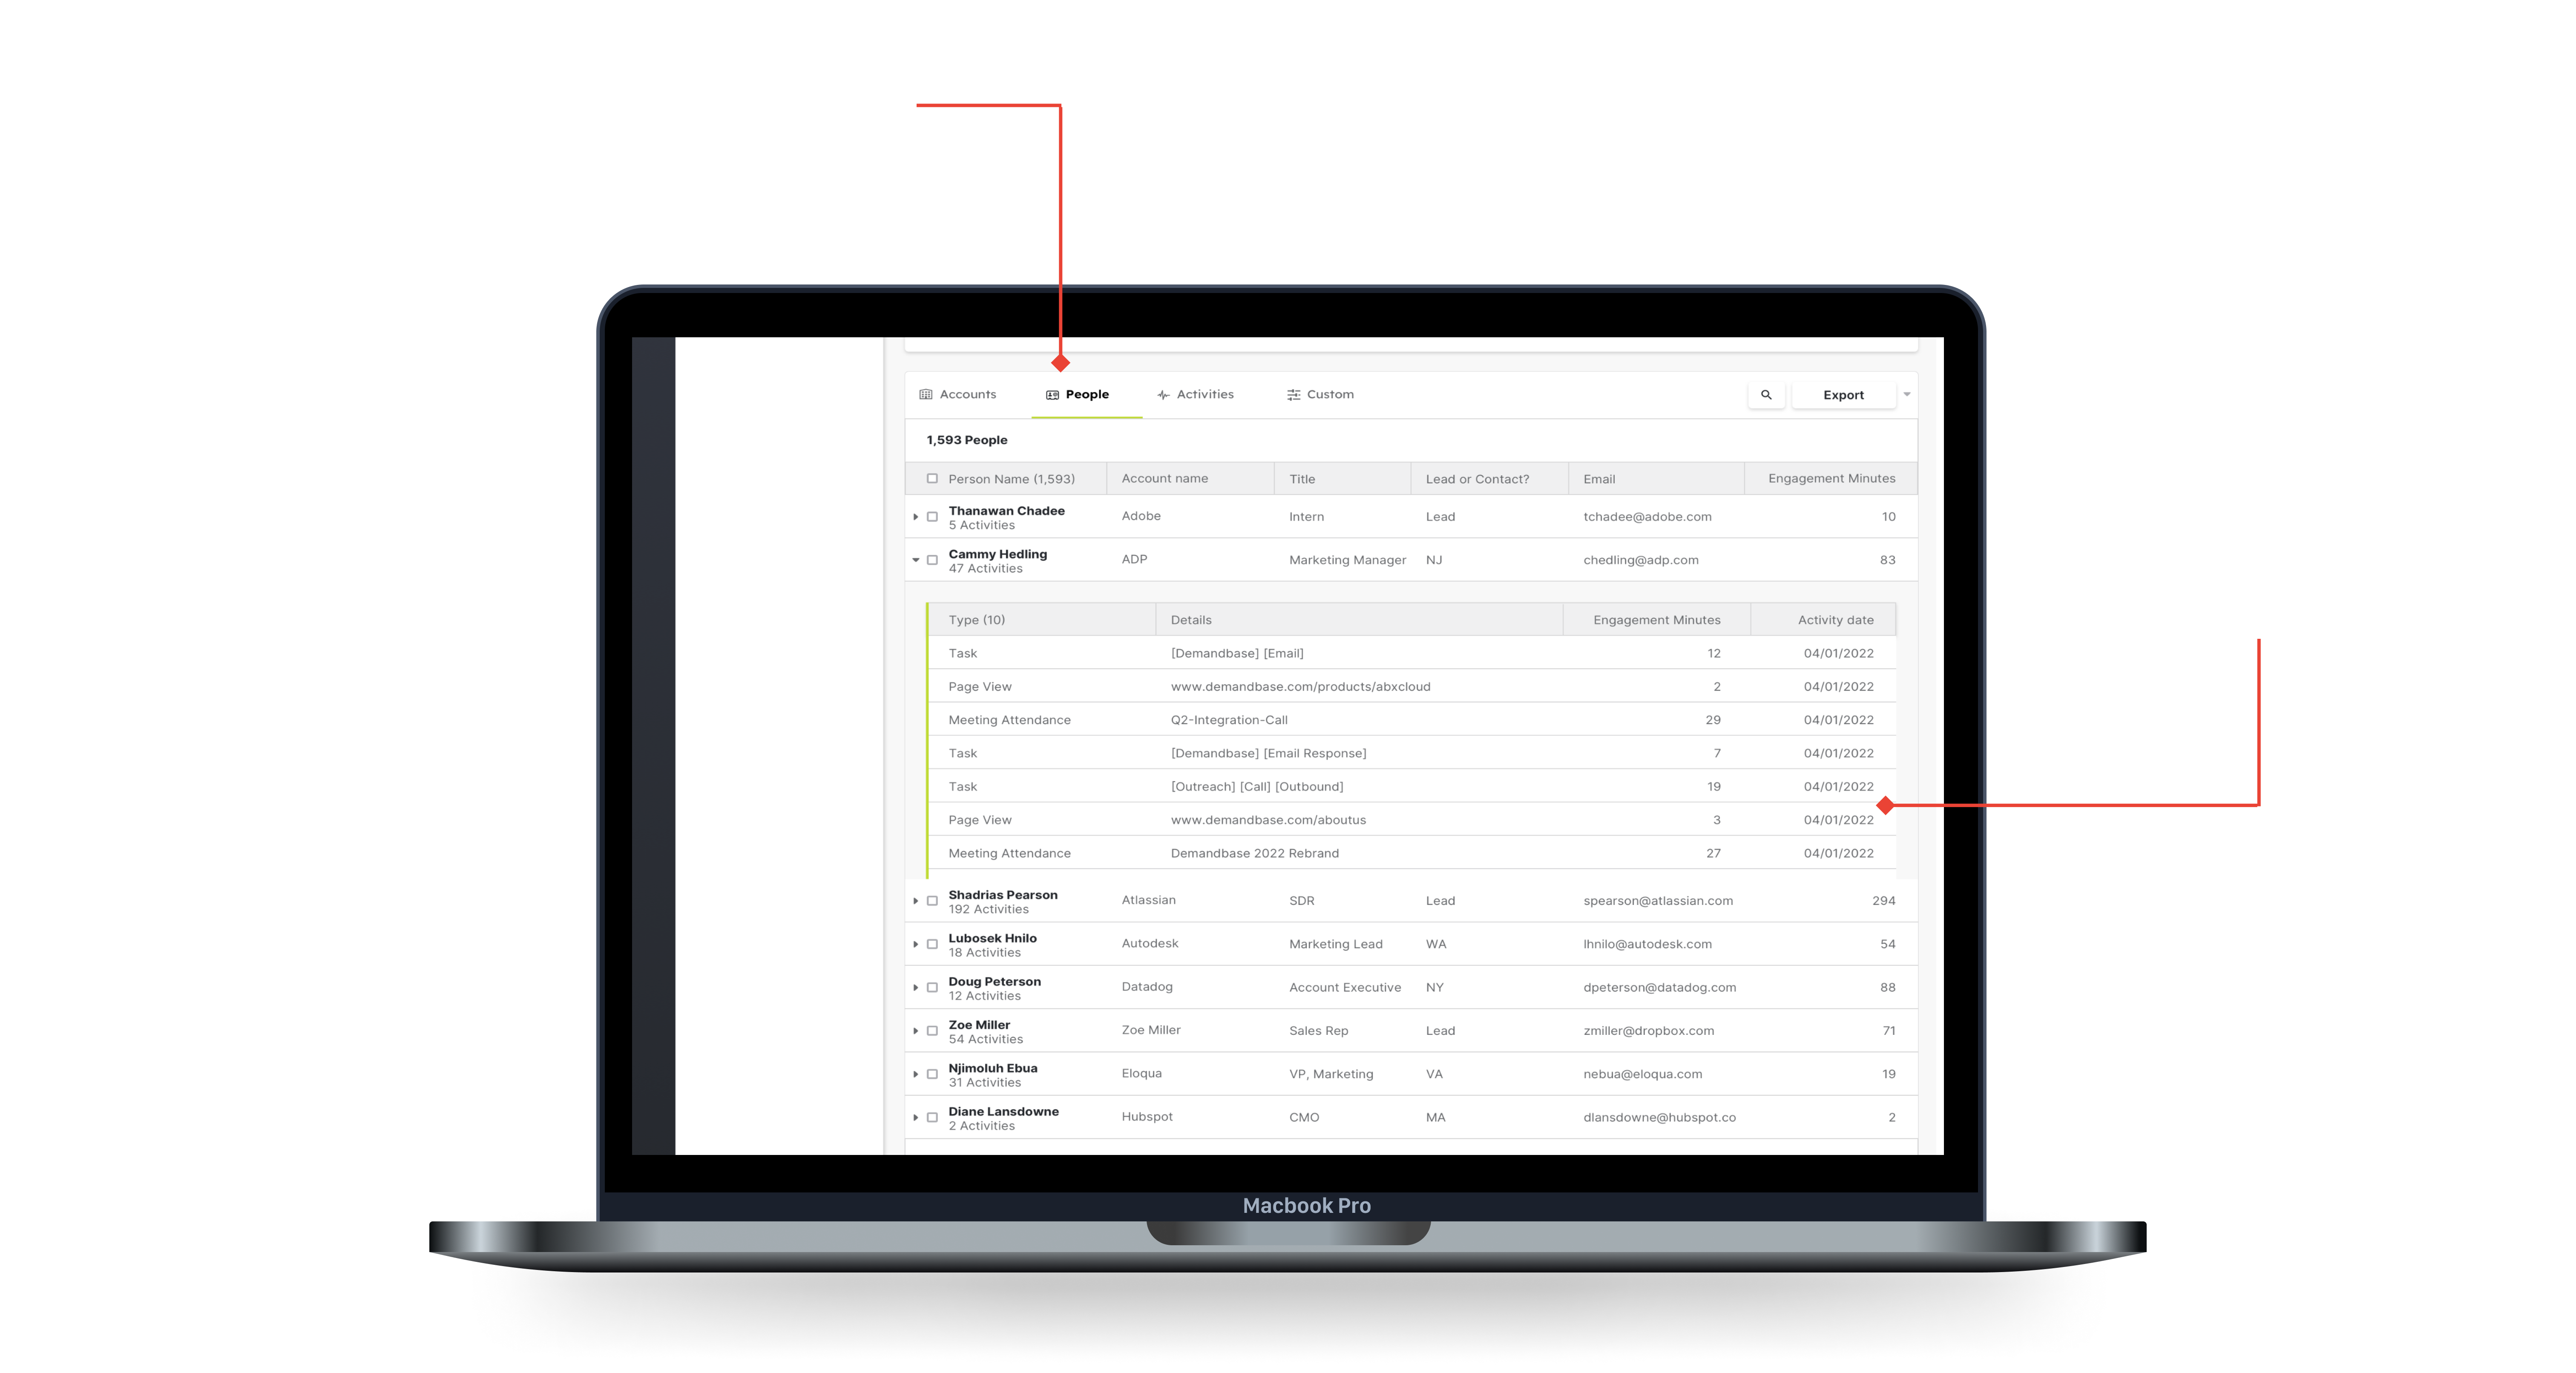 Accounts People Activities Custom Export
1,593 People
Person Name (1,593) Account name Title Lead or Contact? Email Engagement Minutes
Thanawan Chadee Adobe Intern Lead tchadee@adobe.com 10
5 Activities
Cammy Hedling ADP Marketing Manager NJ chedling@adp.com 83
47 Activities
Type (10) Details Engagement Minutes Activity date
Task [Demandbase] [Email] 12 04/01/2022
Page View www.demandbase.com/products/abxcloud 2 04/01/2022
Meeting Attendance Q2-Integration-Call 29 04/01/2022
Task [Demandbase] [Email Response] 7 04/01/2022
Task [Outreach] [Call] [Outbound] 19 04/01/2022
Page View www.demandbase.com/aboutus 3 04/01/2022
Meeting Attendance Demandbase 2022 Rebrand 27 04/01/2022
Shadrias Pearson Atlassian SDR Lead spearson@atlassian.com 294
192 Activities
Lubosek Hnilo Autodesk Marketing Lead WA lhnilo@autodesk.com 54
18 Activities
Doug Peterson Datadog Account Executive NY dpeterson@datadog.com 88
12 Activities
Zoe Miller Zoe Miller Sales Rep Lead zmiller@dropbox.com 71
54 Activities
Njimoluh Ebua Eloqua VP, Marketing VA nebua@eloqua.com 19
31 Activities
Diane Lansdowne Hubspot CMO MA dlansdowne@hubspot.co 2
2 Activities
Macbook Pro